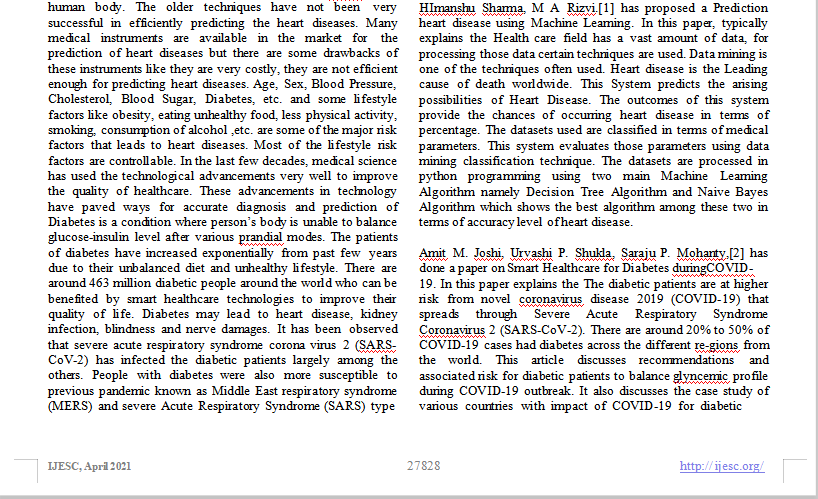 human body. The older techniques have not been very
successful in efficiently predicting the heart diseases. Many
medical instruments are available in the market for the
prediction of heart diseases but there are some drawbacks of
these instruments like they are very costly, they are not efficient
enough for predicting heart diseases. Age, Sex, Blood Pressure,
Cholesterol, Blood Sugar, Diabetes, etc. and some lifestyle
factors like obesity, eating unhealthy food, less physical activity,
smoking, consumption of alcohol ,etc. are some of the major risk
factors that leads to heart diseases. Most of the lifestyle risk
factors are controllable. In the last few decades, medical science
has used the technological advancements very well to improve
the quality of healthcare. These advancements in technology
have paved ways for accurate diagnosis and prediction of
Diabetes is a condition where person's body is unable to balance
glucose-insulin level after various prandial modes. The patients
of diabetes have increased exponentially from past few years
due to their unbalanced diet and unhealthy lifestyle. There are
around 463 million diabetic people around the world who can be
benefited by smart healthcare technologies to improve their
quality of life. Diabetes may lead to heart disease, kidney
infection, blindness and nerve damages. It has been observed
that severe acute respiratory syndrome corona virus 2 (SARS-
CoV-2) has infected the diabetic patients largely among the
others. People with diabetes were also more susceptible to
previous pandemic known as Middle East respiratory syndrome
(MERS) and severe Acute Respiratory Syndrome (SARS) type
HImanshu Sharma, M A Rizvi,[1] has proposed a Prediction
heart disease using Machine Learning. In this paper, typically
explains the Health care field has a vast amount of data, for
processing those data certain techniques are used. Data mining is
one of the techniques often used. Heart disease is the Leading
cause of death worldwide. This System predicts the arising
possibilities of Heart Disease. The outcomes of this system
provide the chances of occurring heart disease in terms of
percentage. The datasets used are classified in terms of medical
parameters. This system evaluates those parameters using data
mining classification technique. The datasets are processed in
python programming using two main Machine Learning
Algorithm namely Decision Tree Algorithm and Naive Bayes
Algorithm which shows the best algorithm among these two in
terms of accuracy level of heart disease.
Amit M. Joshi, Urvashi P. Shukla, Saraju P. Mohanty,[2] has
done a paper on Smart Healthcare for Diabetes duringCOVID-
19. In this paper explains the The diabetic patients are at higher
risk from novel coronavirus disease 2019 (COVID-19) that
spreads through Severe Acute Respiratory Syndrome
Coronavirus 2 (SARS-CoV-2). There are around 20% to 50% of
COVID-19 cases had diabetes across the different re-gions from
the world. This article discusses recommendations and
associated risk for diabetic patients to balance glyncemic profile
during COVID-19 outbreak. It also discusses the case study of
various countries with impact of COVID-19 for diabetic
IJESC, April 2021
27828
http://ijesc.org/